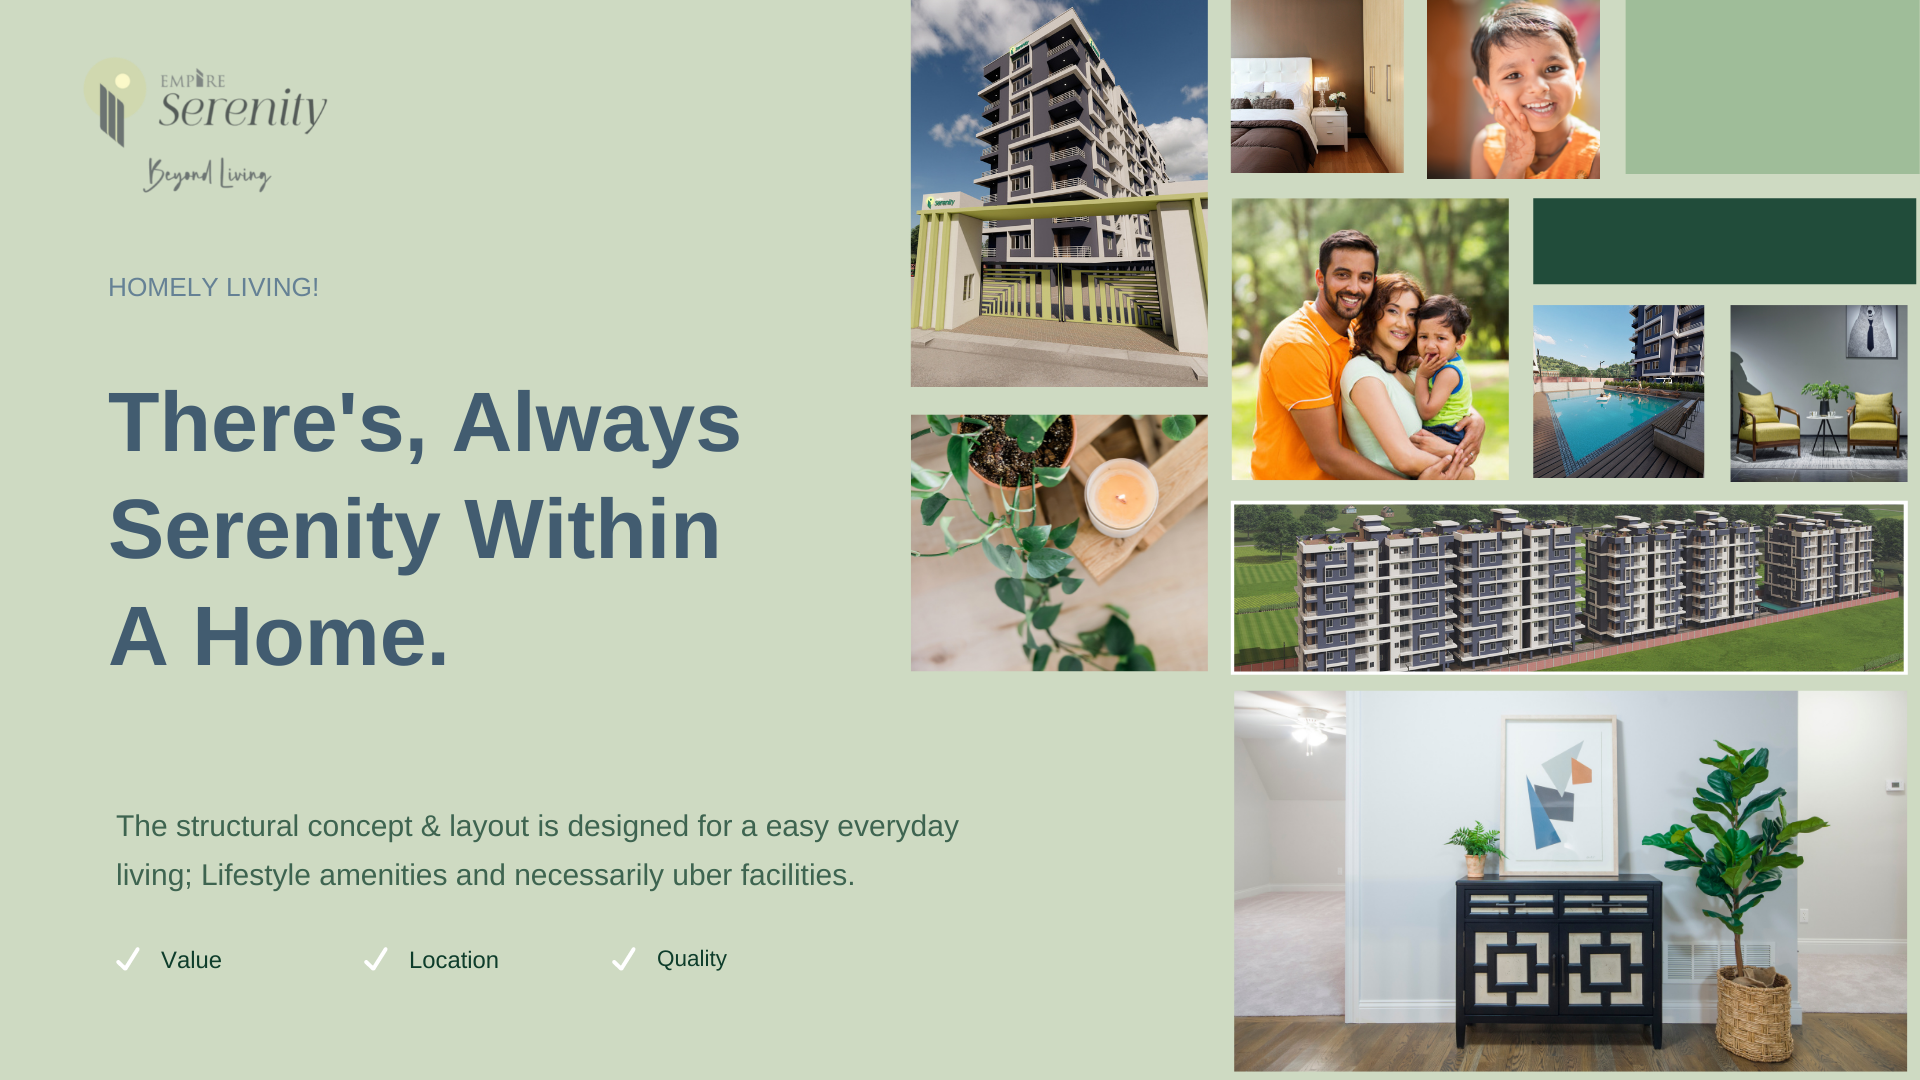 EMPIRE
Serenity
Beyond Living
HOMELY LIVING!
There's, Always
Serenity Within
A Home.
The structural concept & layout is designed for a easy everyday
living; Lifestyle amenities and necessarily uber facilities.
Value
Location
Quality
serenity